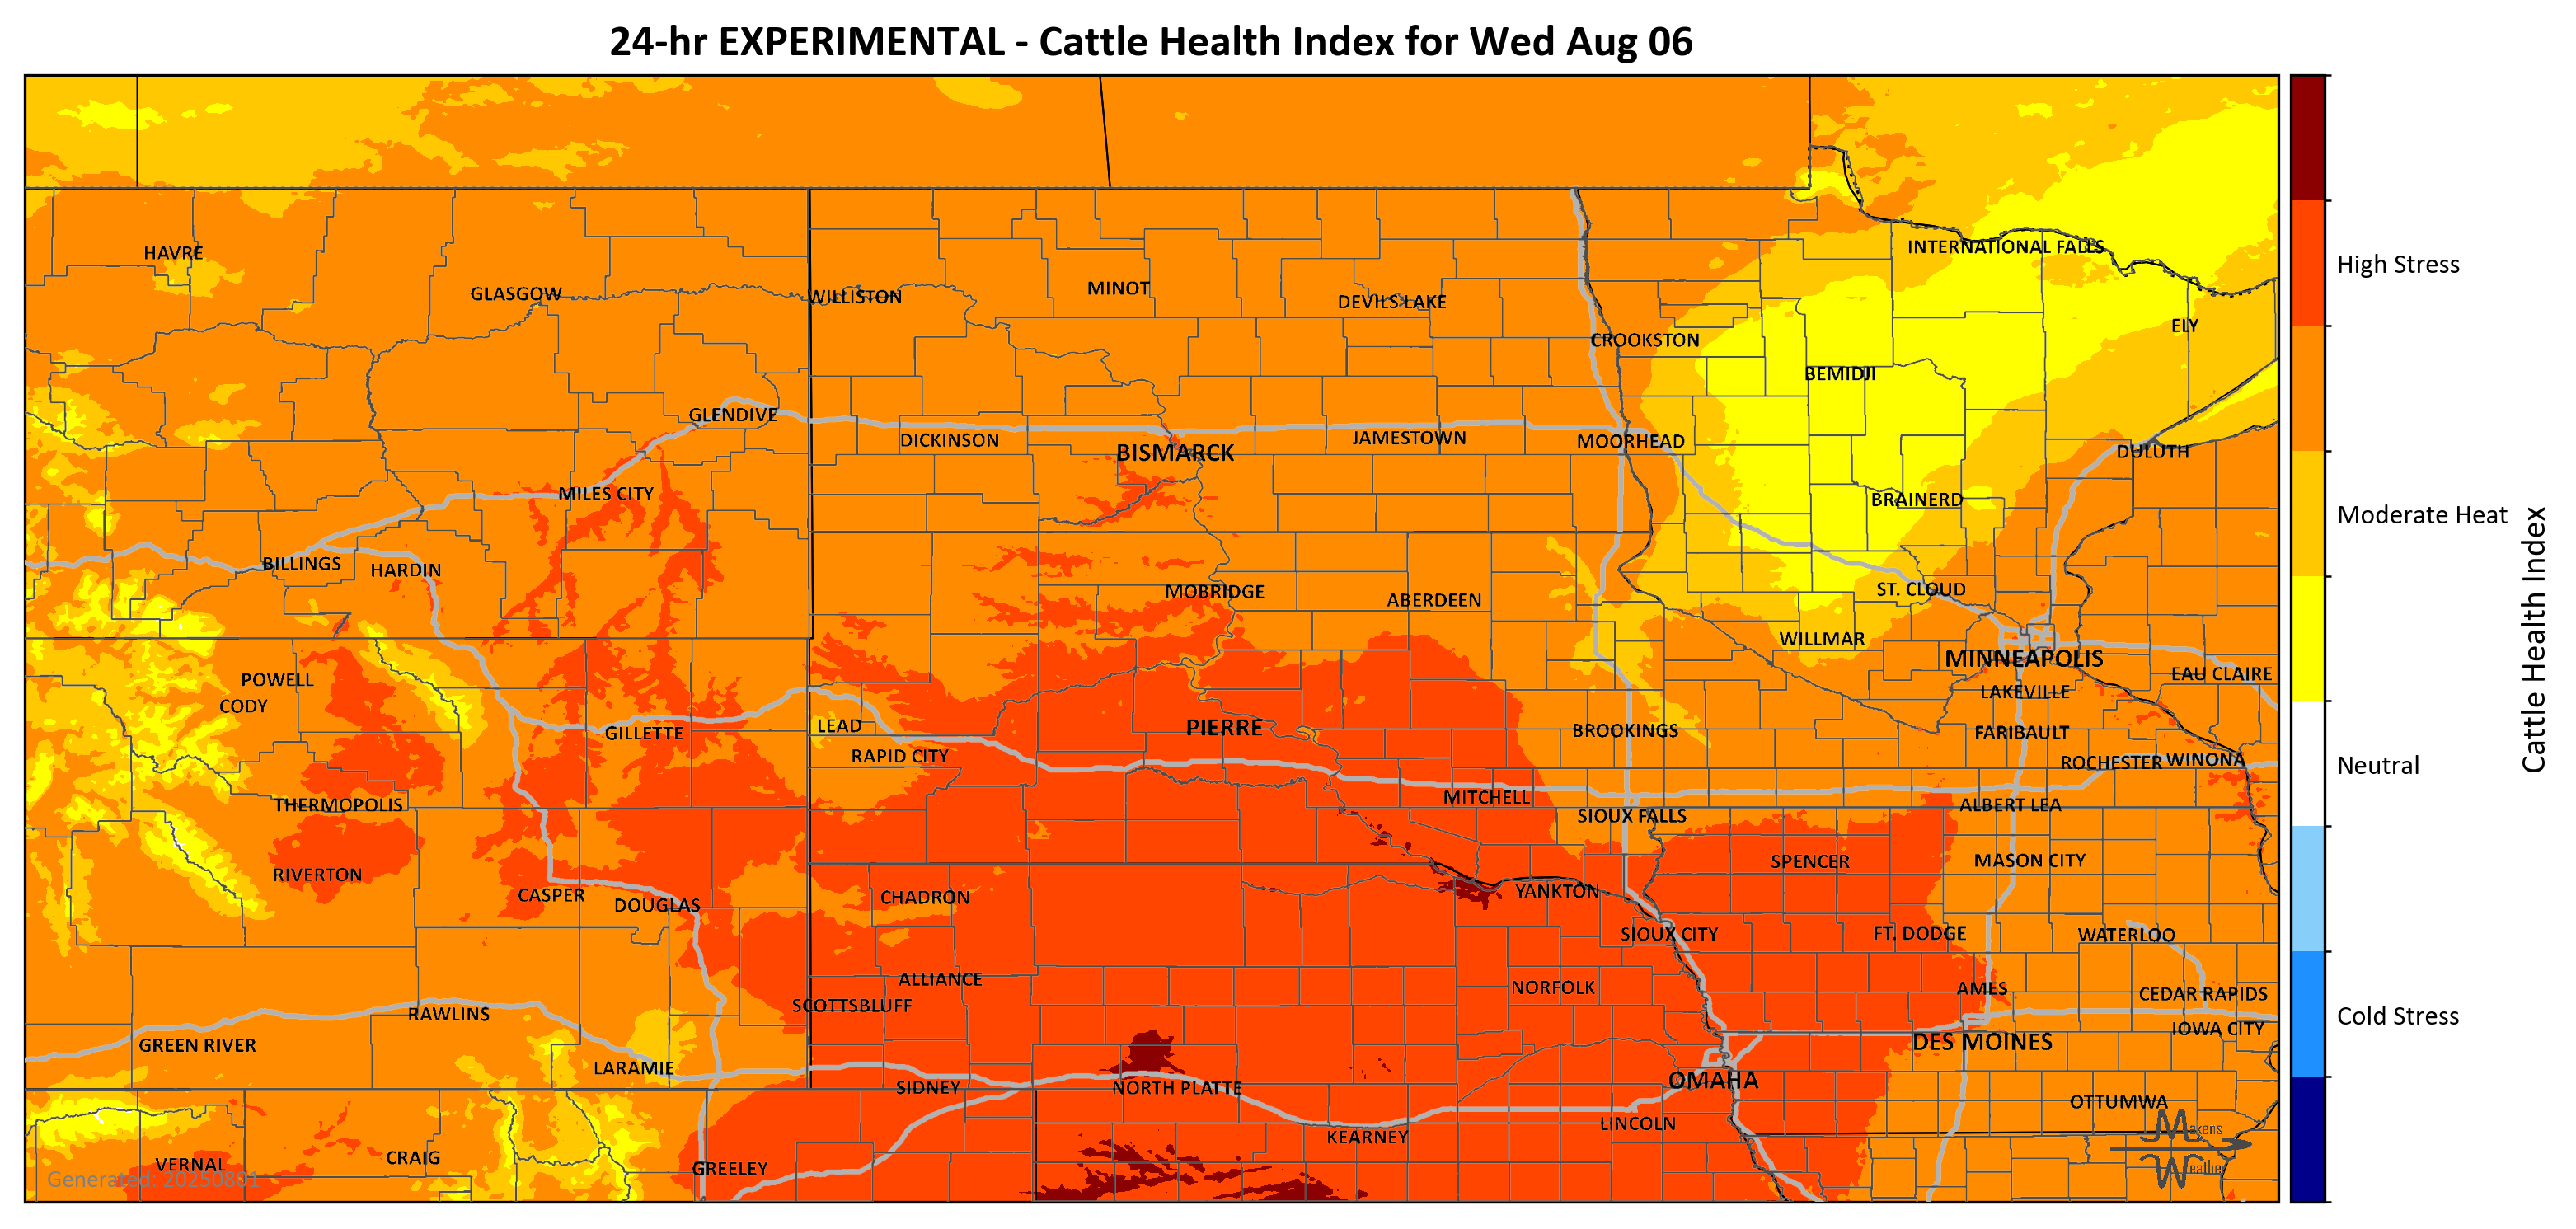 24-hr EXPERIMENTAL - Cattle Health Index for Wed Aug 06
HAVRE
INTERNATIONAL FALLS
GLASGOW
WILLISTON
MINOT
DEVILS LAKE
ELY
CROOKSTON
BEMIDJI
GLENDIVE
DICKINSON
BISMARCK
JAMESTOWN
MOORHEAD
DULUTH
MILES CITY
BRAINERD
BILLINGS
HARDIN
MOBRIDGE
ABERDEEN
ST. CLOUD
WILLMAR
MINNEAPOLIS
POWELL
EAU CLAIRE
CODY
LAKEVILLE
GILLETTE
LEAD
PIERRE
BROOKINGS
FARIBAULT
RAPID CITY
ROCHESTER
WINONA
THERMOPOLIS
MITCHELL
ALBERT LEA
SIOUX FALLS
RIVERTON
SPENCER
MASON CITY
CASPER
DOUGLAS
CHADRON
YANKTON
SIOUX CITY
FT. DODGE
WATERLOO
ALLIANCE
NORFOLK
AMES
CEDAR RAPIDS
SCOTTSBLUFF
RAWLINS
IOWA CITY
GREEN RIVER
DES MOINES
LARAMIE
SIDNEY
NORTH PLATTE
OMAHA
OTTUMWA
LINCOLN
KEARNEY
VERNAL
CRAIG
GREELEY
Generated: 20250801
Makens
Weather
High Stress
Moderate Heat
Neutral
Cold Stress
Cattle Health Index